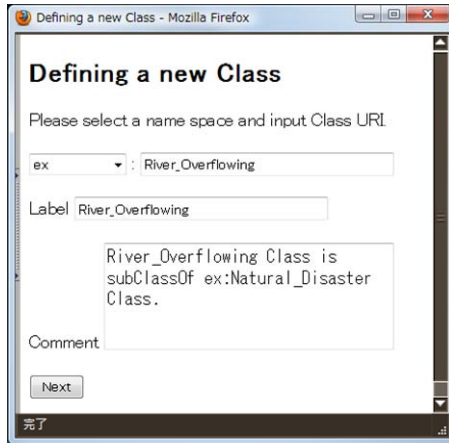 Defining a new Class - Mozilla Firefox
Defining a new Class
Please select a name space and input Class URI.
ex : River_Overflowing
Label River_Overflowing
River_Overflowing Class is
subClassOf ex:Natural_Disaster
Class.
Comment
Next
完了